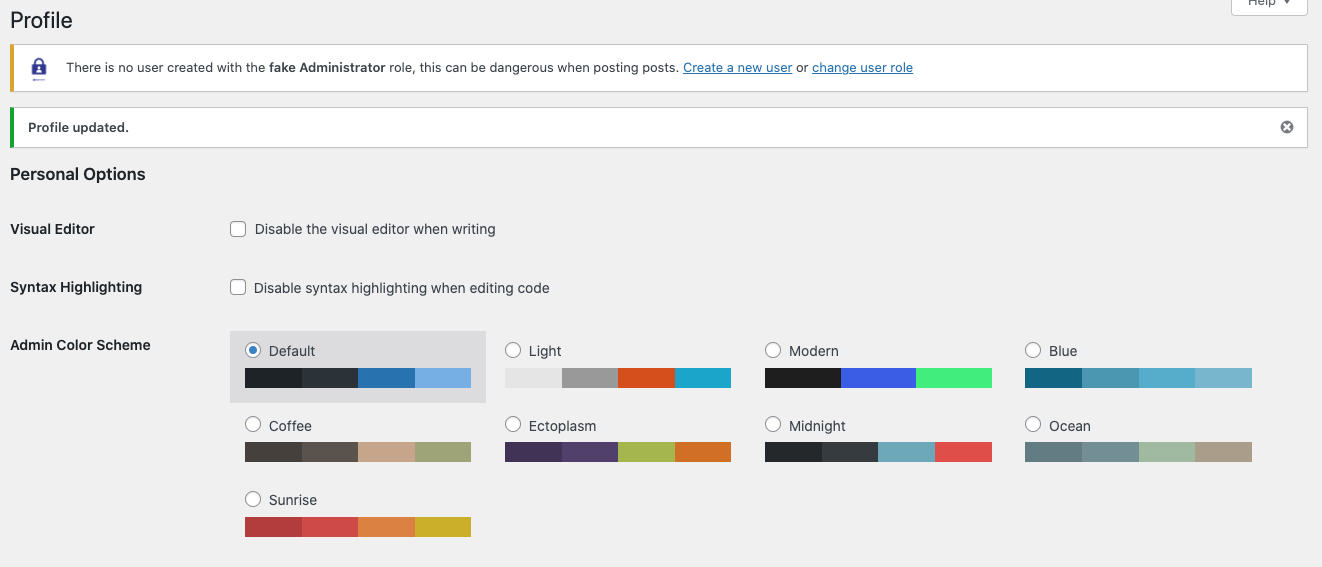 Help
Profile
There is no user created with the fake Administrator role, this can be dangerous when posting posts. Create a new user or change user role
Profile updated.
Personal Options
Visual Editor
Disable the visual editor when writing
Syntax Highlighting
Disable syntax highlighting when editing code
Admin Color Scheme
Default
Light
Modern
Blue
Coffee
Ectoplasm
Midnight
Ocean
Sunrise